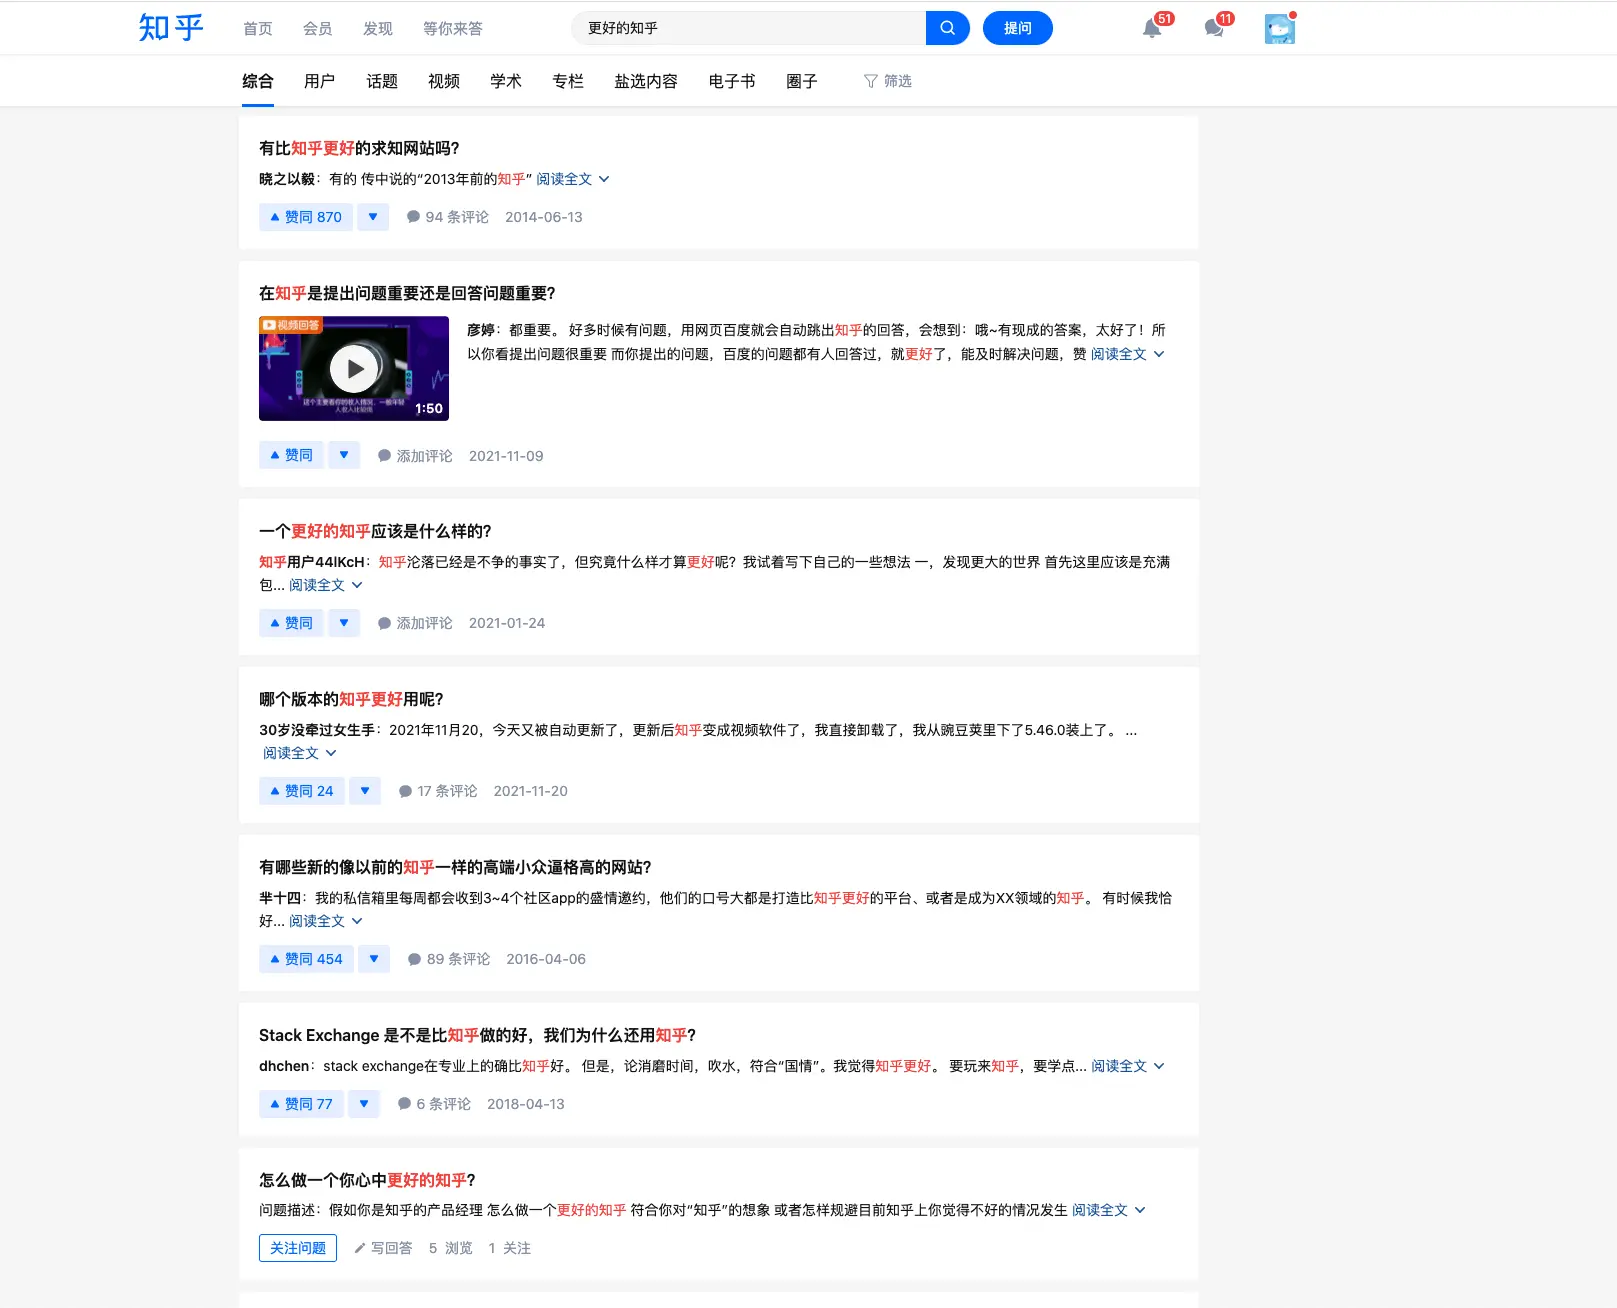 知乎 首页 会员 发现 等你来答 更好的知乎 提问 51 11
综合 用户 话题 视频 学术 专栏 盐选内容 电子书 圈子 筛选
有比知乎更好的求知网站吗?
晓之以毅：有的 传中说的“2013年前的知乎” 阅读全文
赞同 870 94 条评论 2014-06-13
在知乎是提出问题重要还是回答问题重要?
视频回答
彦婷：都重要。 好多时候有问题，用网页百度就会自动跳出知乎的回答，会想到：哦~有现成的答案，太好了！所
以你看提出问题很重要 而你提出的问题，百度的问题都有人回答过，就更好了，能及时解决问题，赞 阅读全文
这个主要看你的收入情况，一般年轻
人收入比较低
1:50
赞同 添加评论 2021-11-09
一个更好的知乎应该是什么样的?
知乎用户44lKcH：知乎沦落已经是不争的事实了，但究竟什么样才算更好呢？我试着写下自己的一些想法 一，发现更大的世界 首先这里应该是充满
包... 阅读全文
赞同 添加评论 2021-01-24
哪个版本的知乎更好用呢?
30岁没牵过女生手：2021年11月20，今天又被自动更新了，更新后知乎变成视频软件了，我直接卸载了，我从豌豆荚里下了5.46.0装上了。 ...
阅读全文
赞同 24 17 条评论 2021-11-20
有哪些新的像以前的知乎一样的高端小众逼格高的网站?
芈十四：我的私信箱里每周都会收到3~4个社区app的盛情邀约，他们的口号大都是打造比知乎更好的平台、或者是成为XX领域的知乎。 有时候我恰
好... 阅读全文
赞同 454 89 条评论 2016-04-06
Stack Exchange 是不是比知乎做的好，我们为什么还用知乎?
dhchen：stack exchange在专业上的确比知乎好。 但是，论消磨时间，吹水，符合“国情”。我觉得知乎更好。 要玩来知乎，要学点... 阅读全文
赞同 77 6 条评论 2018-04-13
怎么做一个你心中更好的知乎?
问题描述：假如你是知乎的产品经理 怎么做一个更好的知乎 符合你对“知乎”的想象 或者怎样规避目前知乎上你觉得不好的情况发生 阅读全文
关注问题 写回答 5 浏览 1 关注